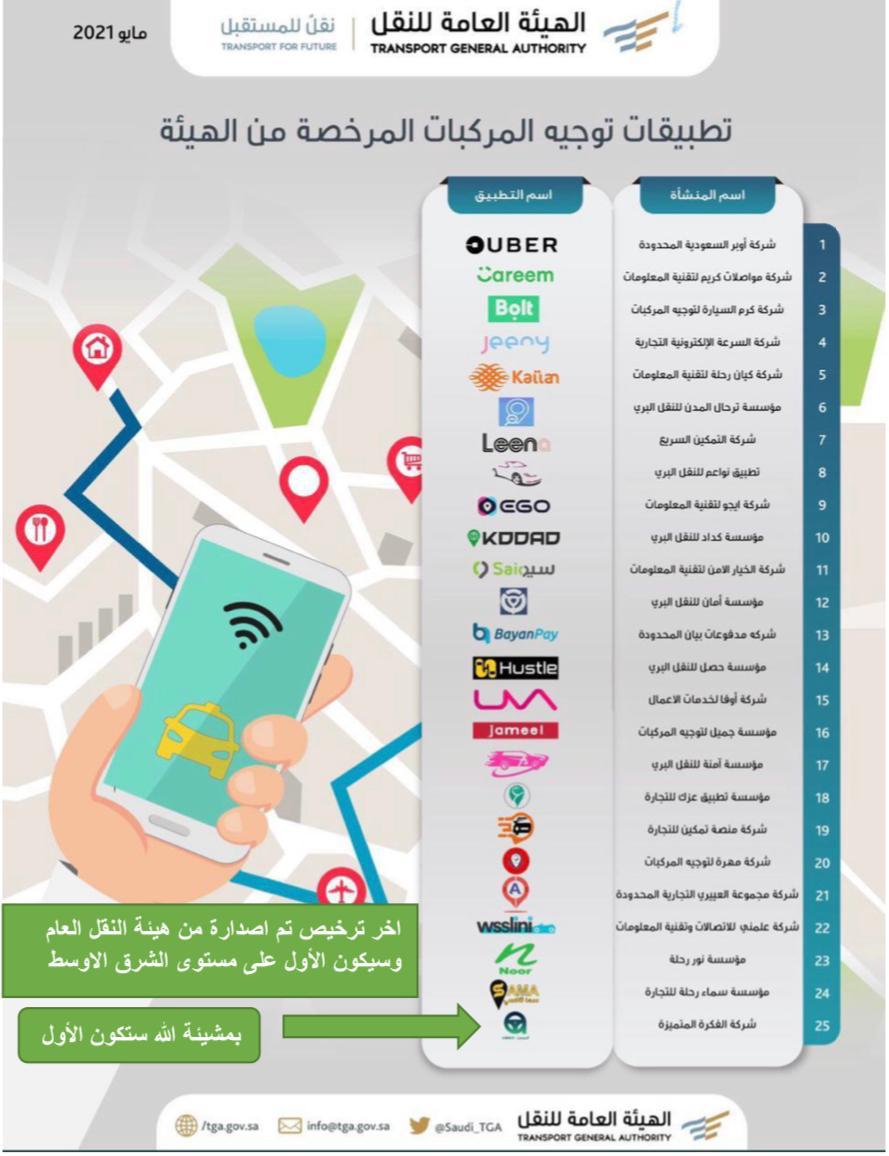 مايو 2021
نقلٌ للمستقبل
TRANSPORT FOR FUTURE
الهيئة العامة للنقل
TRANSPORT GENERAL AUTHORITY
تطبيقات توجيه المركبات المرخصة من الهيئة
اسم المنشأة
اسم التطبيق
1 شركة أوبر السعودية المحدودة UBER
2 شركة مواصلات كريم لتقنية المعلومات Careem
3 شركة كرم السيارة لتوجيه المركبات Bolt
4 شركة السرعة الإلكترونية التجارية Jeeny
5 شركة كيان رحلة لتقنية المعلومات Kaiian
6 مؤسسة ترحال المدن للنقل البري
7 شركة التمكين السريع Leena
8 تطبيق نواعم للنقل البري
9 شركة ايجو لتقنية المعلومات EGO
10 مؤسسة كداد للنقل البري KDDAD
11 شركة الخيار الامن لتقنية المعلومات
12 مؤسسة أمان للنقل البري
13 شركه مدفوعات بيان المحدودة BayanPay
14 مؤسسة حصل للنقل البري Hustle
15 شركة أوفا لخدمات الاعمال
16 مؤسسة جميل لتوجيه المركبات Jameel
17 مؤسسة آمنة للنقل البري
18 مؤسسة تطبيق عزك للتجارة
19 شركة منصة تمكين للتجارة
20 شركة مهرة لتوجيه المركبات
21 شركة مجموعة العييري التجارية المحدودة A
22 شركة علمني للاتصالات وتقنية المعلومات wsslini
23 مؤسسة نور رحلة Noor
24 مؤسسة سماء رحلة للتجارة SAMA
25 شركة الفكرة المتميزة
اخر ترخيص تم اصدارة من هيئة النقل العام
وسيكون الأول على مستوى الشرق الاوسط
بمشيئة الله ستكون الأول
/tga.gov.sa
info@tga.gov.sa
@Saudi_TGA
الهيئة العامة للنقل
TRANSPORT GENERAL AUTHORITY